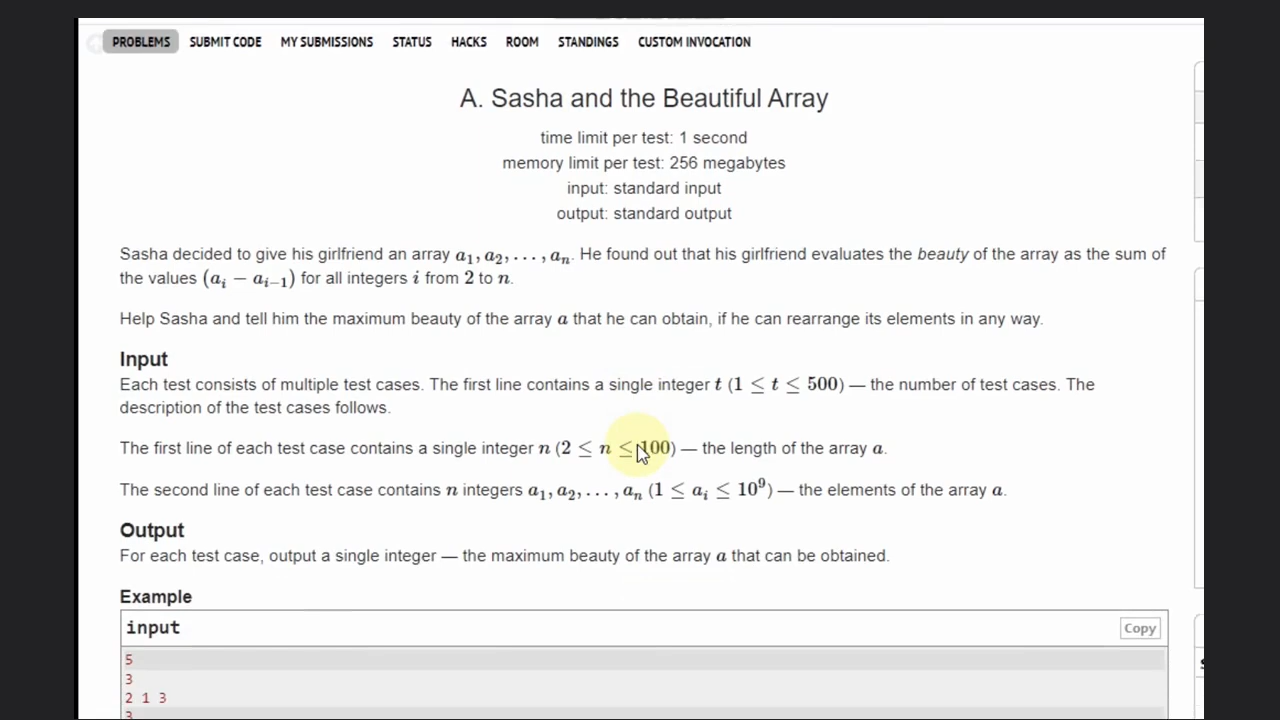 PROBLEMS SUBMIT CODE MY SUBMISSIONS STATUS HACKS ROOM STANDINGS CUSTOM INVOCATION
A. Sasha and the Beautiful Array
time limit per test: 1 second
memory limit per test: 256 megabytes
input: standard input
output: standard output
Sasha decided to give his girlfriend an array a₁, a₂, . . . , aₙ. He found out that his girlfriend evaluates the beauty of the array as the sum of
the values (aᵢ − aᵢ₋₁) for all integers i from 2 to n.
Help Sasha and tell him the maximum beauty of the array a that he can obtain, if he can rearrange its elements in any way.
Input
Each test consists of multiple test cases. The first line contains a single integer t (1 ≤ t ≤ 500) — the number of test cases. The
description of the test cases follows.
The first line of each test case contains a single integer n (2 ≤ n ≤ 100) — the length of the array a.
The second line of each test case contains n integers a₁, a₂, . . . , aₙ (1 ≤ aᵢ ≤ 10⁹) — the elements of the array a.
Output
For each test case, output a single integer — the maximum beauty of the array a that can be obtained.
Example
input Copy
5
3
2 1 3
3